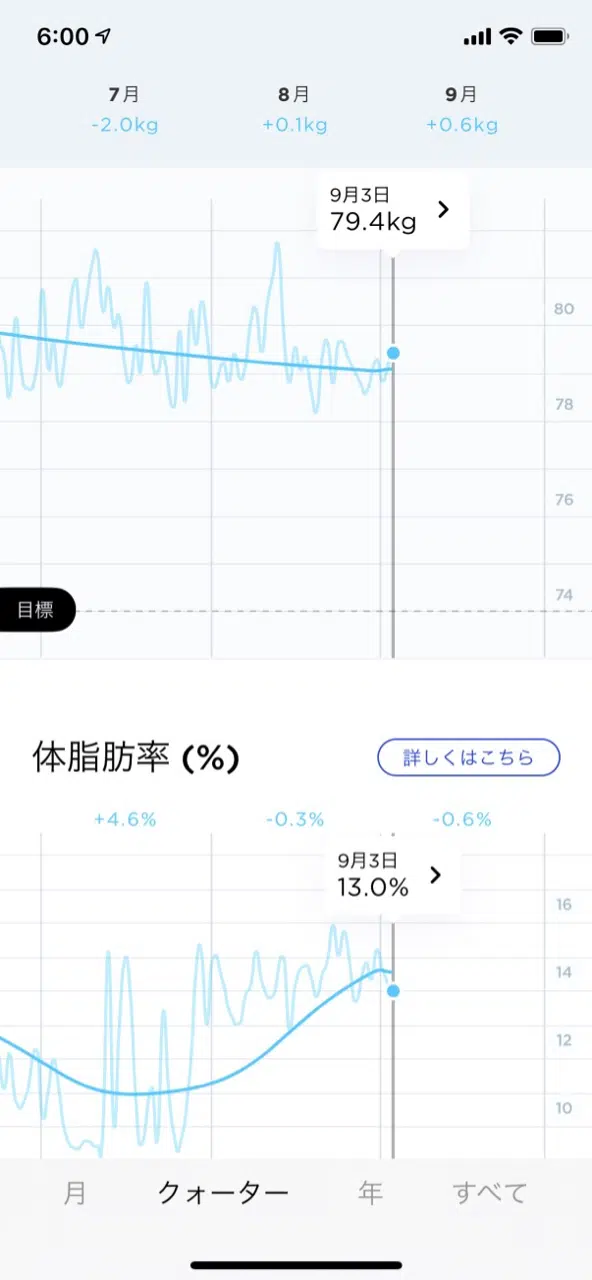 6:00
7月 8月 9月
-2.0kg +0.1kg +0.6kg
9月3日
79.4kg
80
78
76
74
目標
体脂肪率 (%)
詳しくはこちら
+4.6% -0.3% -0.6%
9月3日
13.0%
16
14
12
10
月 クォーター 年 すべて